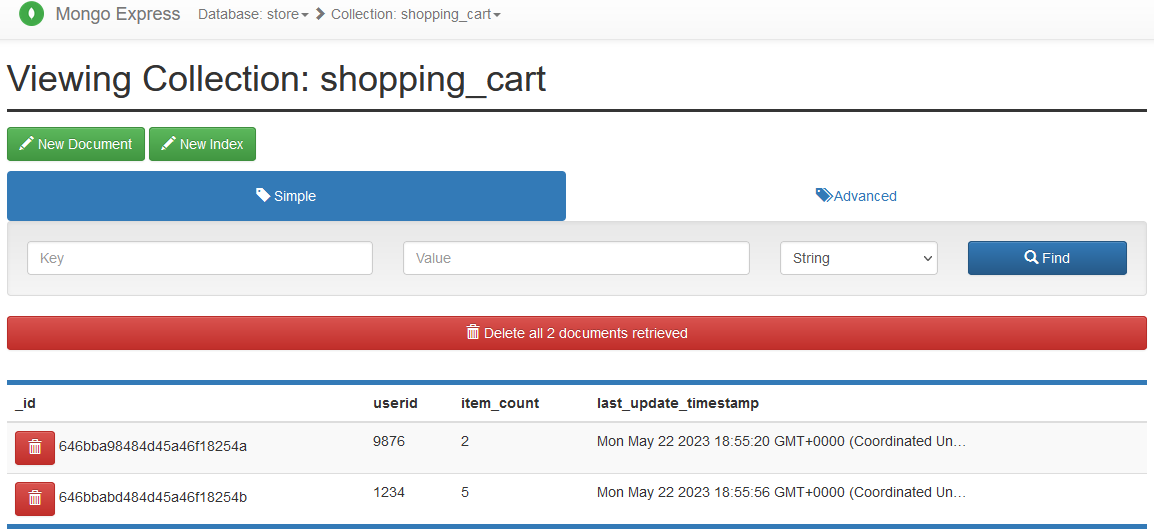 Mongo Express Database: store Collection: shopping_cart
Viewing Collection: shopping_cart
New Document New Index
Simple Advanced
Key Value String Find
Delete all 2 documents retrieved
_id userid item_count last_update_timestamp
646bba98484d45a46f18254a 9876 2 Mon May 22 2023 18:55:20 GMT+0000 (Coordinated Un…
646bbabd484d45a46f18254b 1234 5 Mon May 22 2023 18:55:56 GMT+0000 (Coordinated Un…